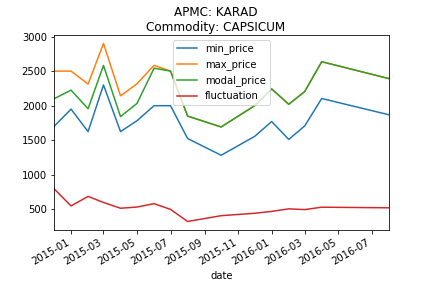 APMC: KARAD
Commodity: CAPSICUM
3000
2500
2000
1500
1000
500
min_price
max_price
modal_price
fluctuation
2015-01
2015-03
2015-05
2015-07
2015-09
2015-11
2016-01
2016-03
2016-05
2016-07
date